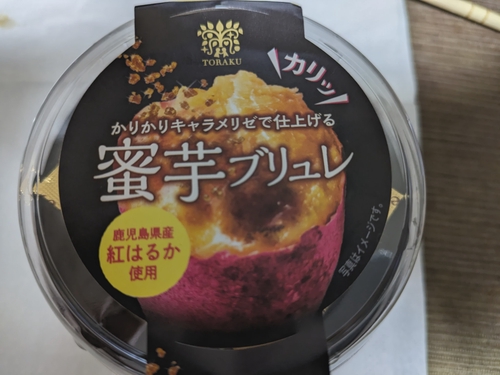 TORAKU
カリッ
かりかりキャラメリゼで仕上げる
蜜芋ブリュレ
鹿児島県産
紅はるか
使用
写真はイメージです。